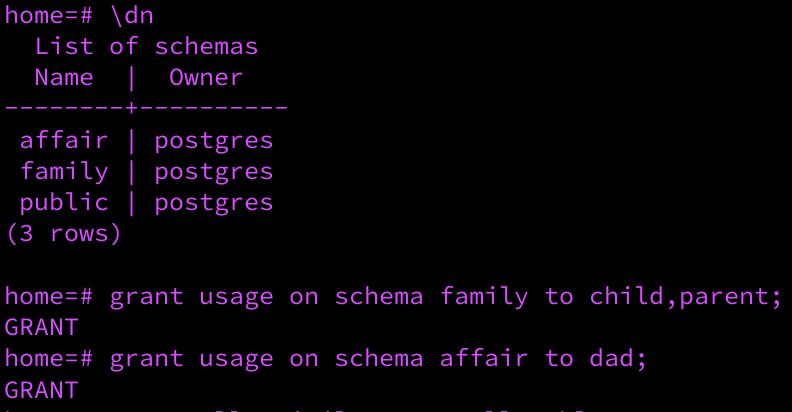 home=# \dn
List of schemas
Name | Owner
--------+----------
affair | postgres
family | postgres
public | postgres
(3 rows)
home=# grant usage on schema family to child,parent;
GRANT
home=# grant usage on schema affair to dad;
GRANT